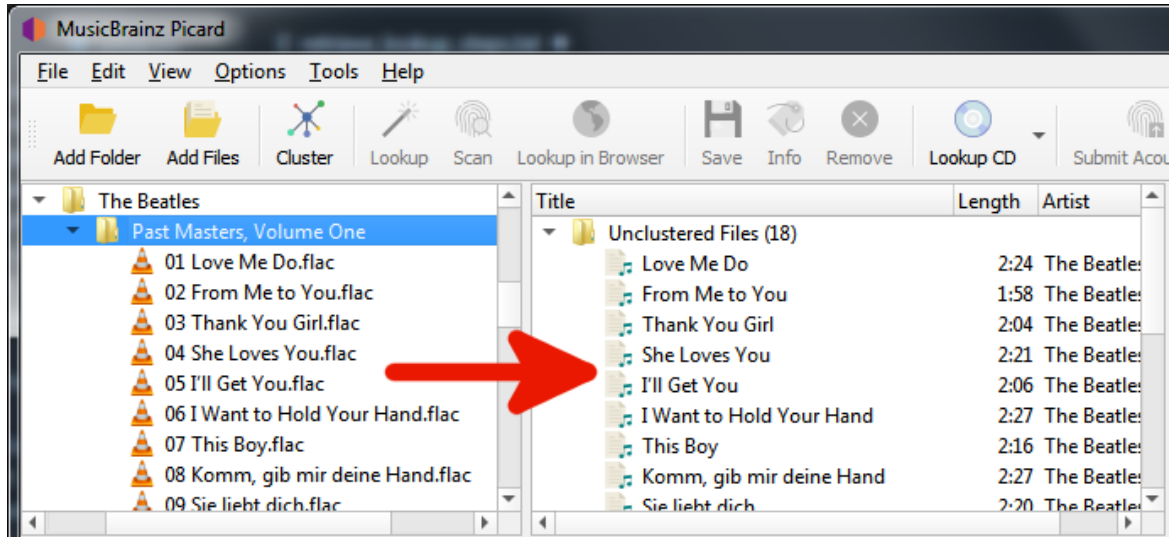 MusicBrainz Picard
File Edit View Options Tools Help
Add Folder Add Files Cluster Lookup Scan Lookup in Browser Save Info Remove Lookup CD Submit Acou
The Beatles
Past Masters, Volume One
01 Love Me Do.flac
02 From Me to You.flac
03 Thank You Girl.flac
04 She Loves You.flac
05 I'll Get You.flac
06 I Want to Hold Your Hand.flac
07 This Boy.flac
08 Komm, gib mir deine Hand.flac
09 Sie liebt dich.flac
Title Length Artist
Unclustered Files (18)
Love Me Do 2:24 The Beatles
From Me to You 1:58 The Beatles
Thank You Girl 2:04 The Beatles
She Loves You 2:21 The Beatles
I'll Get You 2:06 The Beatles
I Want to Hold Your Hand 2:27 The Beatles
This Boy 2:16 The Beatles
Komm, gib mir deine Hand 2:27 The Beatles
Sie liebt dich 2:20 The Beatles